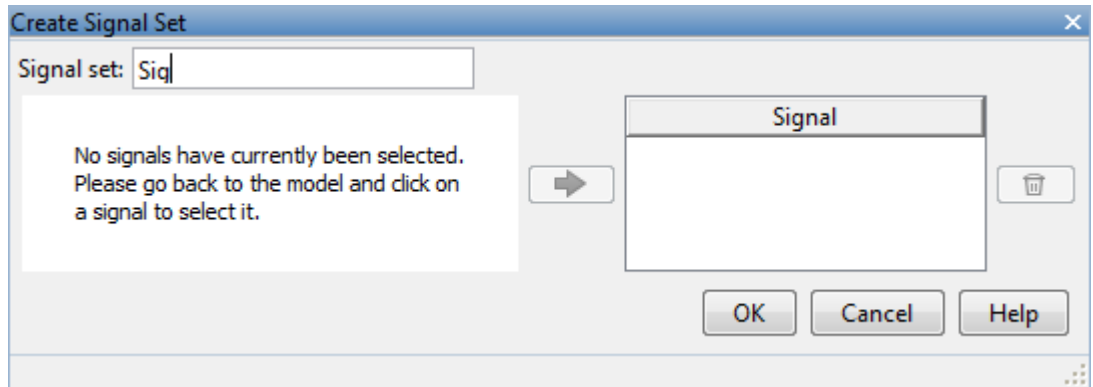 Create Signal Set
Signal set: Sig
No signals have currently been selected.
Please go back to the model and click on
a signal to select it.
Signal
OK Cancel Help